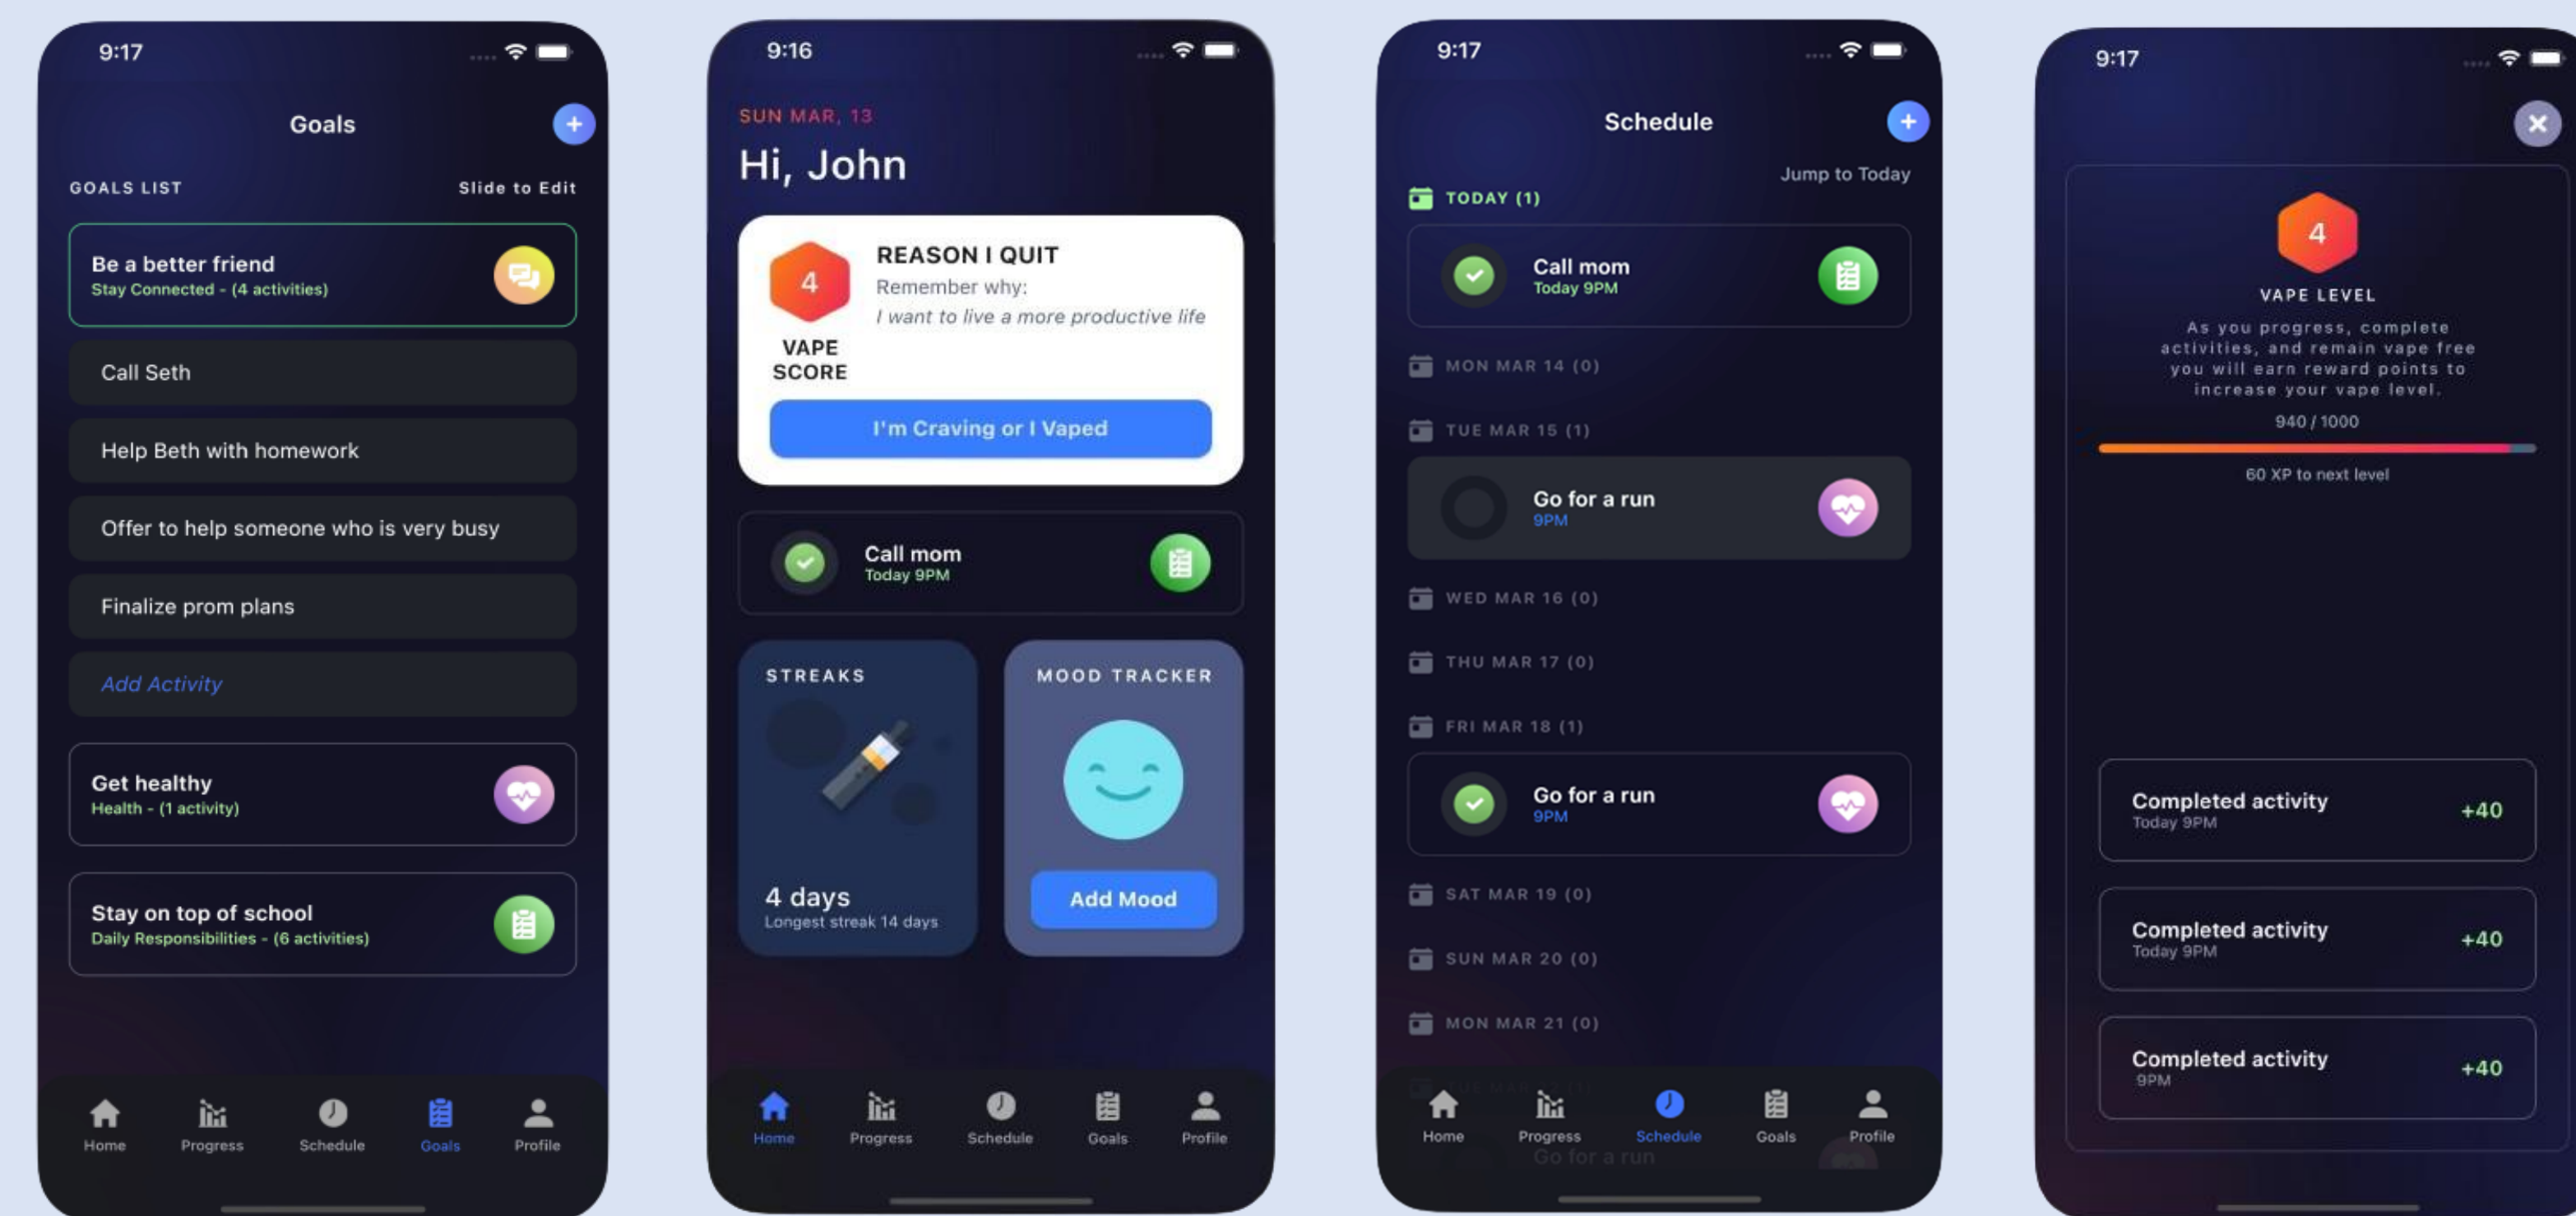 9:17
Goals
+
GOALS LIST
Slide to Edit
Be a better friend
Stay Connected - (4 activities)
Call Seth
Help Beth with homework
Offer to help someone who is very busy
Finalize prom plans
Add Activity
Get healthy
Health - (1 activity)
Stay on top of school
Daily Responsibilities - (6 activities)
Home
Progress
Schedule
Goals
Profile
9:16
SUN MAR, 13
Hi, John
4
VAPE
SCORE
REASON I QUIT
Remember why:
I want to live a more productive life
I'm Craving or I Vaped
Call mom
Today 9PM
STREAKS
4 days
Longest streak 14 days
MOOD TRACKER
Add Mood
Home
Progress
Schedule
Goals
Profile
9:17
Schedule
+
Jump to Today
TODAY (1)
Call mom
Today 9PM
MON MAR 14 (0)
TUE MAR 15 (1)
Go for a run
9PM
WED MAR 16 (0)
THU MAR 17 (0)
FRI MAR 18 (1)
Go for a run
9PM
SAT MAR 19 (0)
SUN MAR 20 (0)
MON MAR 21 (0)
Home
Progress
Schedule
Goals
Profile
Go for a run
9:17
4
VAPE LEVEL
As you progress, complete
activities, and remain vape free
you will earn reward points to
increase your vape level.
940 / 1000
60 XP to next level
Completed activity
Today 9PM
+40
Completed activity
Today 9PM
+40
Completed activity
9PM
+40